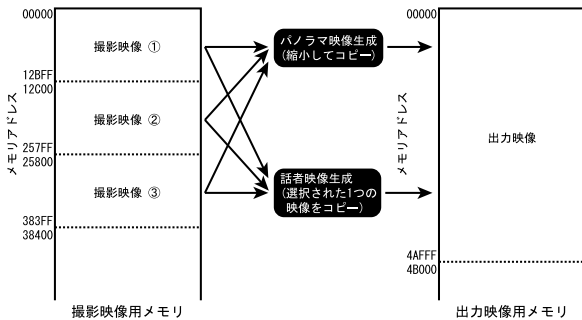 00000
撮影映像 ①
12BFF
12C00
撮影映像 ②
257FF
25800
撮影映像 ③
383FF
38400
メモリアドレス
撮影映像用メモリ
パノラマ映像生成
(縮小してコピー)
話者映像生成
(選択された1つの
映像をコピー)
メモリアドレス
00000
出力映像
4AFFF
4B000
出力映像用メモリ